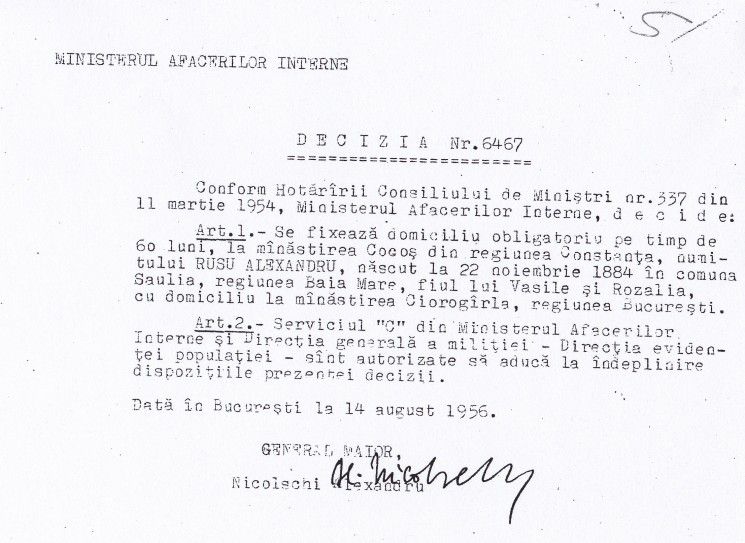 MINISTERUL AFACERILOR INTERNE
D E C I Z I A Nr.6467
Conform Hotărîrii Consiliului de Miniştri nr.337 din
11 martie 1954, Ministerul Afacerilor Interne, d e c i d e:
Art.1.- Se fixează domiciliu obligatoriu pe timp de
60 luni, la mînăstirea Cocoş din regiunea Constanţa, numi-
tului RUSU ALEXANDRU, născut la 22 noiembrie 1884 în comuna
Saulia, regiunea Baia Mare, fiul lui Vasile şi Rozalia,
cu domiciliu la mînăstirea Ciorogîrla, regiunea Bucureşti.
Art.2.- Serviciul "C" din Ministerul Afacerilor
Interne şi Direcţia generală a miliţiei - Direcţia eviden-
ţei populaţiei - sînt autorizate să aducă la îndeplinire
dispoziţiile prezentei decizii.
Dată în Bucureşti la 14 august 1956.
GENERAL MAIOR,
Nicolschi Alexandru